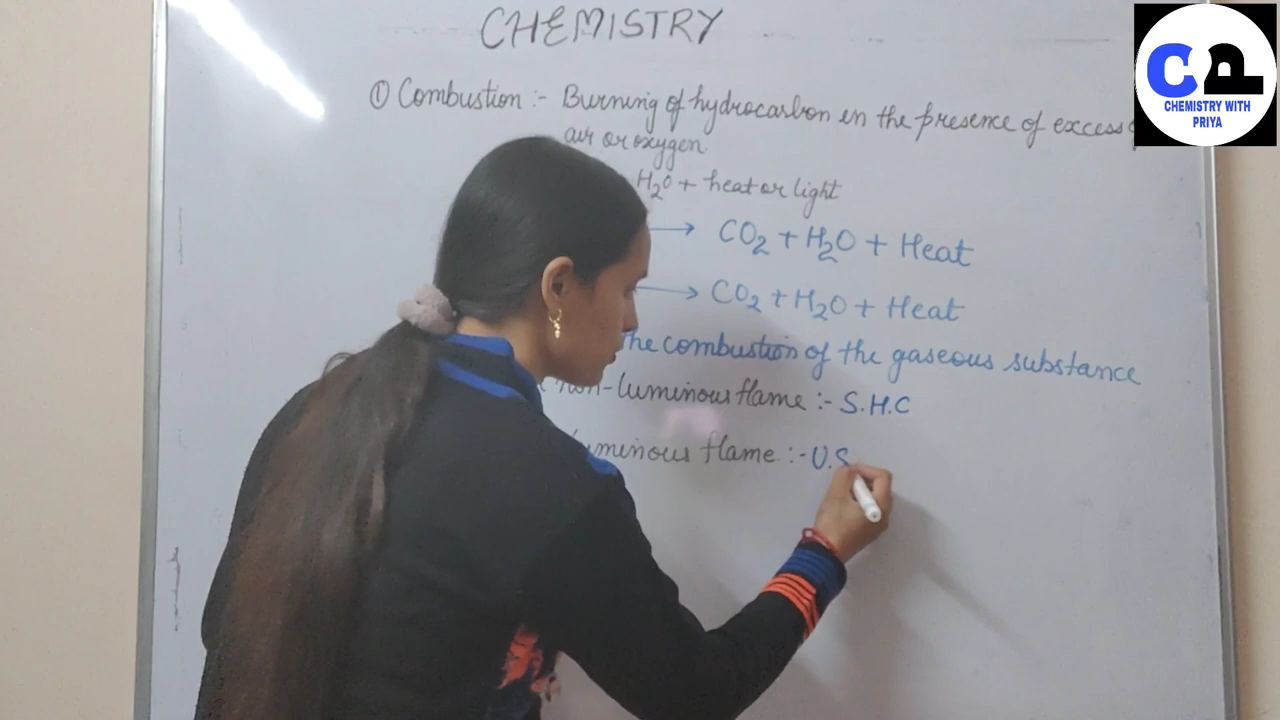 CHEMISTRY
① Combustion :- Burning of hydrocarbon in the presence of excess
air or oxygen.
H₂O + heat or light
→ CO₂ + H₂O + Heat
→ CO₂ + H₂O + Heat
The combustion of the gaseous substance
non-luminous flame :- S.H.C
luminous flame :- U.S
CP
CHEMISTRY WITH
PRIYA